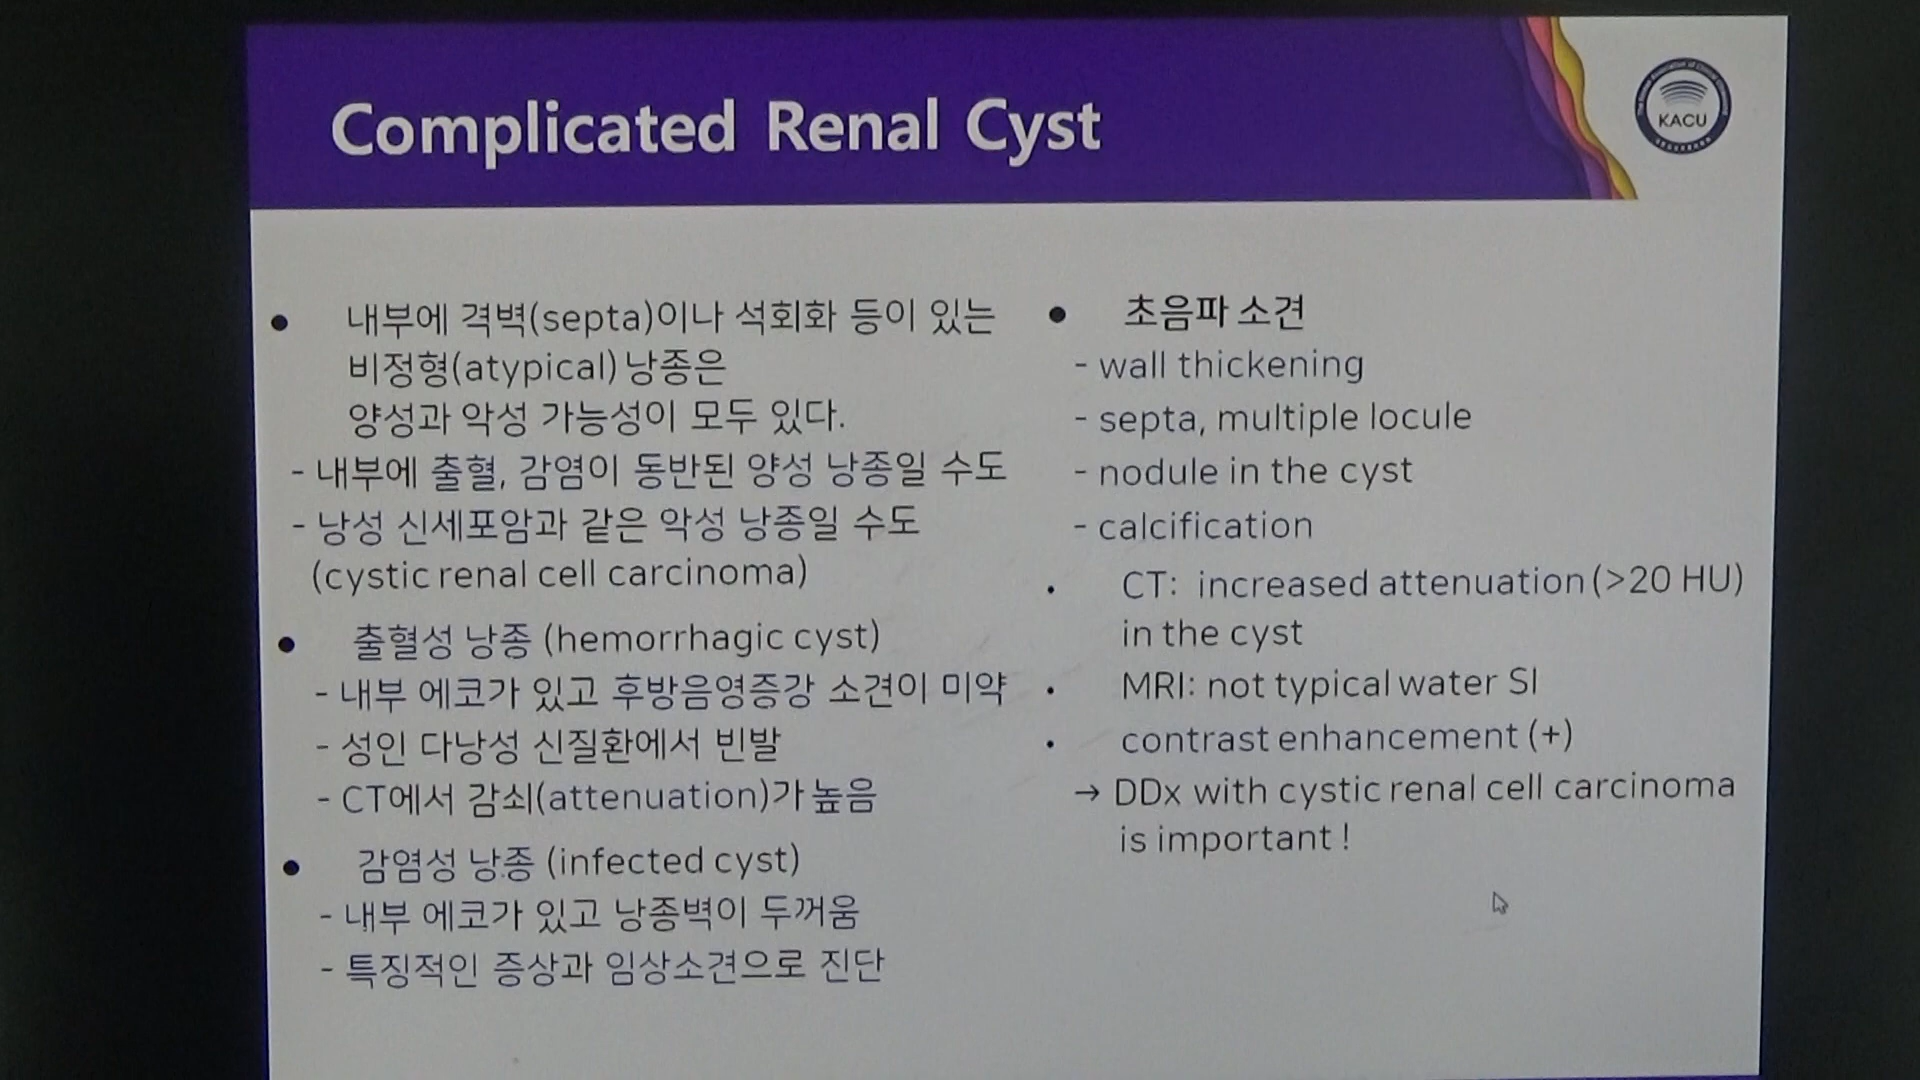 Complicated Renal Cyst
KACU
• 내부에 격벽(septa)이나 석회화 등이 있는
비정형(atypical) 낭종은
양성과 악성 가능성이 모두 있다.
- 내부에 출혈, 감염이 동반된 양성 낭종일 수도
- 낭성 신세포암과 같은 악성 낭종일 수도
(cystic renal cell carcinoma)
• 출혈성 낭종 (hemorrhagic cyst)
- 내부 에코가 있고 후방음영증강 소견이 미약
- 성인 다낭성 신질환에서 빈발
- CT에서 감쇠(attenuation)가 높음
• 감염성 낭종 (infected cyst)
- 내부 에코가 있고 낭종벽이 두꺼움
- 특징적인 증상과 임상소견으로 진단
• 초음파 소견
- wall thickening
- septa, multiple locule
- nodule in the cyst
- calcification
• CT: increased attenuation (>20 HU)
in the cyst
• MRI: not typical water SI
• contrast enhancement (+)
→ DDx with cystic renal cell carcinoma
is important !